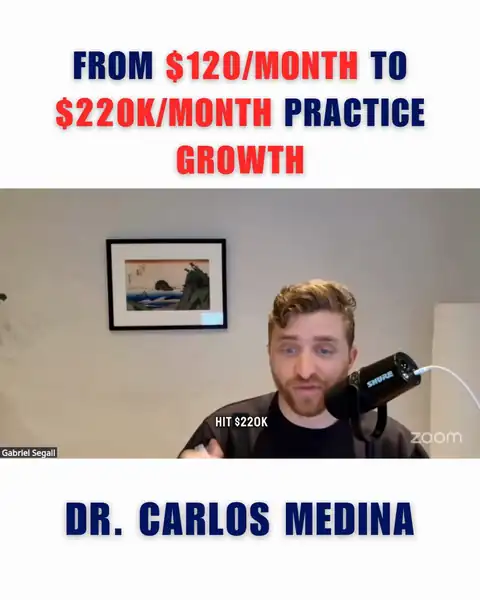 FROM $120/MONTH TO
$220K/MONTH PRACTICE
GROWTH
SHURE
HIT $220K
zoom
Gabriel Segall
DR. CARLOS MEDINA